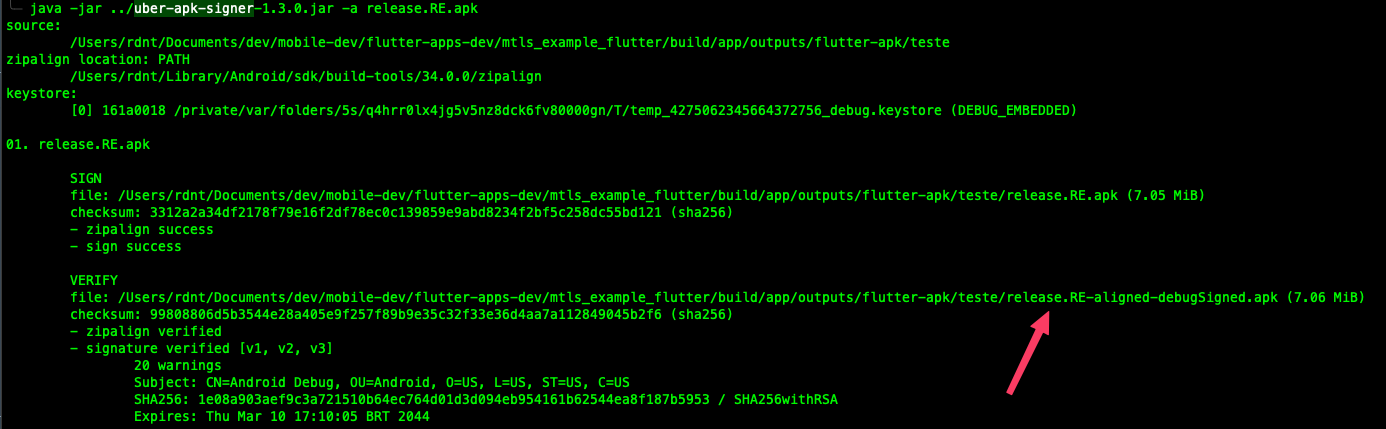 java -jar ../uber-apk-signer-1.3.0.jar -a release.RE.apk
source:
/Users/rdnt/Documents/dev/mobile-dev/flutter-apps-dev/mtls_example_flutter/build/app/outputs/flutter-apk/teste
zipalign location: PATH
/Users/rdnt/Library/Android/sdk/build-tools/34.0.0/zipalign
keystore:
[0] 161a0018 /private/var/folders/5s/q4hrr0lx4jg5v5nz8dck6fv80000gn/T/temp_4275062345664372756_debug.keystore (DEBUG_EMBEDDED)
01. release.RE.apk
SIGN
file: /Users/rdnt/Documents/dev/mobile-dev/flutter-apps-dev/mtls_example_flutter/build/app/outputs/flutter-apk/teste/release.RE.apk (7.05 MiB)
checksum: 3312a2a34df2178f79e16f2df78ec0c139859e9abd8234f2bf5c258dc55bd121 (sha256)
- zipalign success
- sign success
VERIFY
file: /Users/rdnt/Documents/dev/mobile-dev/flutter-apps-dev/mtls_example_flutter/build/app/outputs/flutter-apk/teste/release.RE-aligned-debugSigned.apk (7.06 MiB)
checksum: 99808806d5b3544e28a405e9f257f89b9e35c32f33e36d4aa7a112849045b2f6 (sha256)
- zipalign verified
- signature verified [v1, v2, v3]
20 warnings
Subject: CN=Android Debug, OU=Android, O=US, L=US, ST=US, C=US
SHA256: 1e08a903aef9c3a721510b64ec764d01d3d094eb954161b62544ea8f187b5953 / SHA256withRSA
Expires: Thu Mar 10 17:10:05 BRT 2044